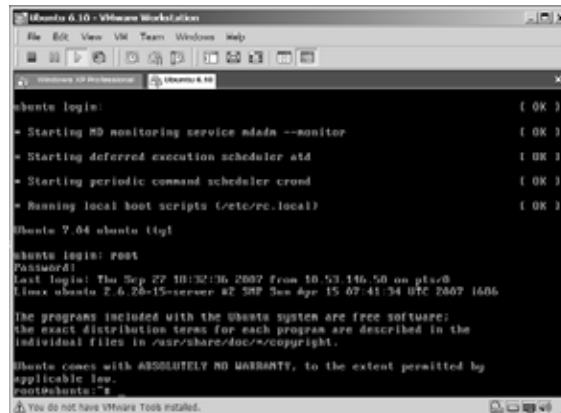 Ubuntu 6.10 - VMware Workstation
File Edit View VM Team Windows Help
Windows XP Professional Ubuntu 6.10
ubuntu login: [ OK ]
* Starting MD monitoring service mdadm --monitor [ OK ]
* Starting deferred execution scheduler atd [ OK ]
* Starting periodic command scheduler crond [ OK ]
* Running local boot scripts (/etc/rc.local) [ OK ]
Ubuntu 7.04 ubuntu tty1
ubuntu login: root
Password:
Last login: Thu Sep 27 18:32:36 2007 from 10.53.146.50 on pts/0
Linux ubuntu 2.6.20-15-server #2 SMP Sun Apr 15 07:41:34 UTC 2007 i686
The programs included with the Ubuntu system are free software;
the exact distribution terms for each program are described in the
individual files in /usr/share/doc/*/copyright.
Ubuntu comes with ABSOLUTELY NO WARRANTY, to the extent permitted by
applicable law.
root@ubuntu:~# _
You do not have VMware Tools installed.